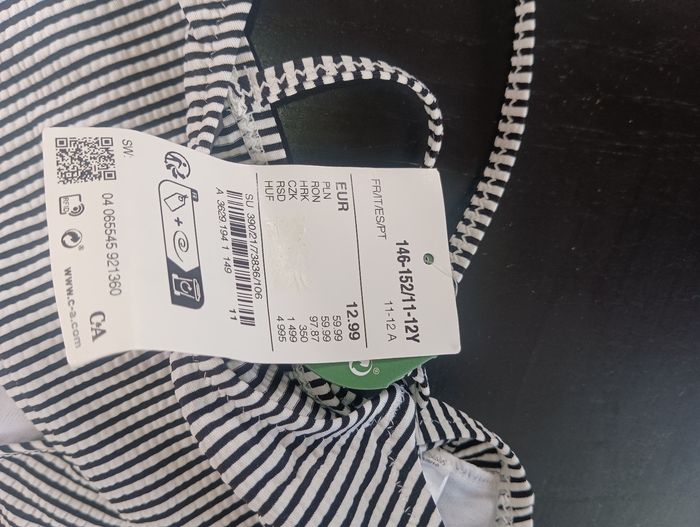 146-152/11-12Y
FR/IT/ES/PT 11-12 A
EUR 12.99
PLN 59.99
RON 59.99
HRK 97.87
CZK 350
RSD 1 499
HUF 4 995
11
SU 390/21/73836/106
A 3629194 1 149
S/N:
04 065545 921360
C&A
www.c-a.com